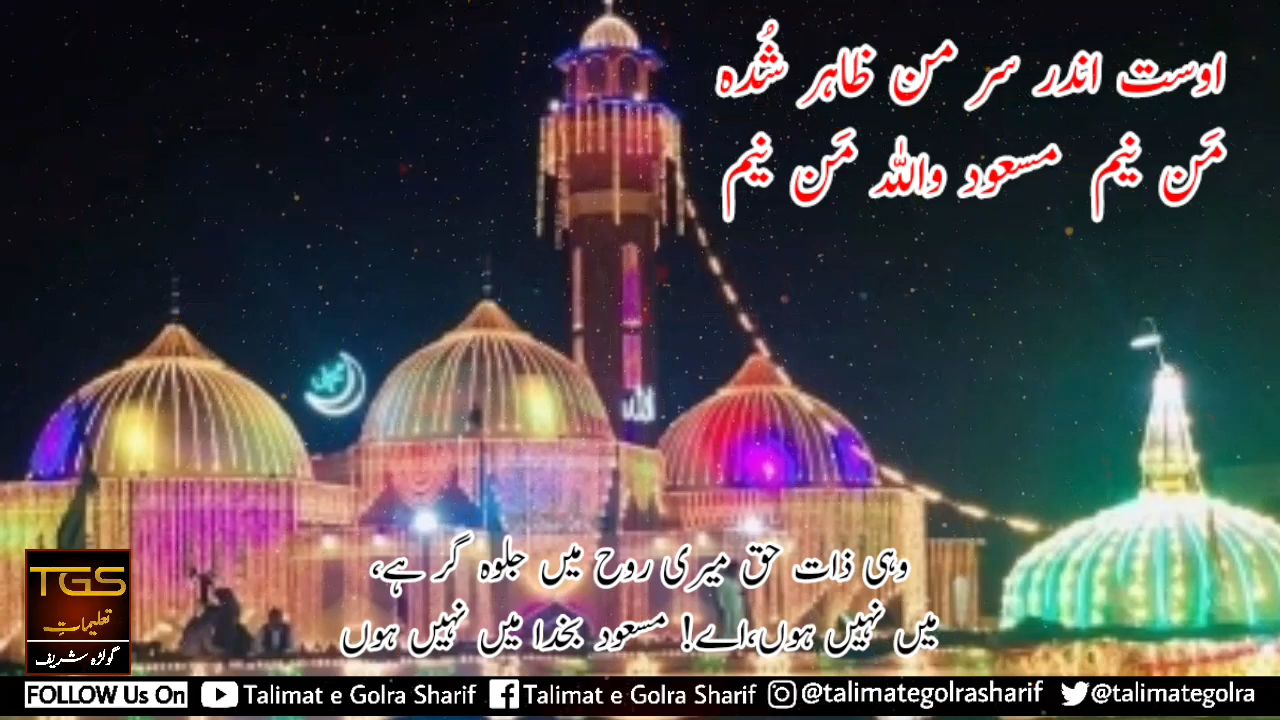 اوست اندر سر من ظاہر شُدہ
مَن نیم مسعود واللہ مَن نیم
اللہ
وہی ذات حق میری روح میں جلوہ گر ہے،
میں نہیں ہوں،اے! مسعود بخدا میں نہیں ہوں
TGS
تعلیماتِ
گولڑہ شریف
FOLLOW Us On Talimat e Golra Sharif Talimat e Golra Sharif @talimategolrasharif @talimategolra